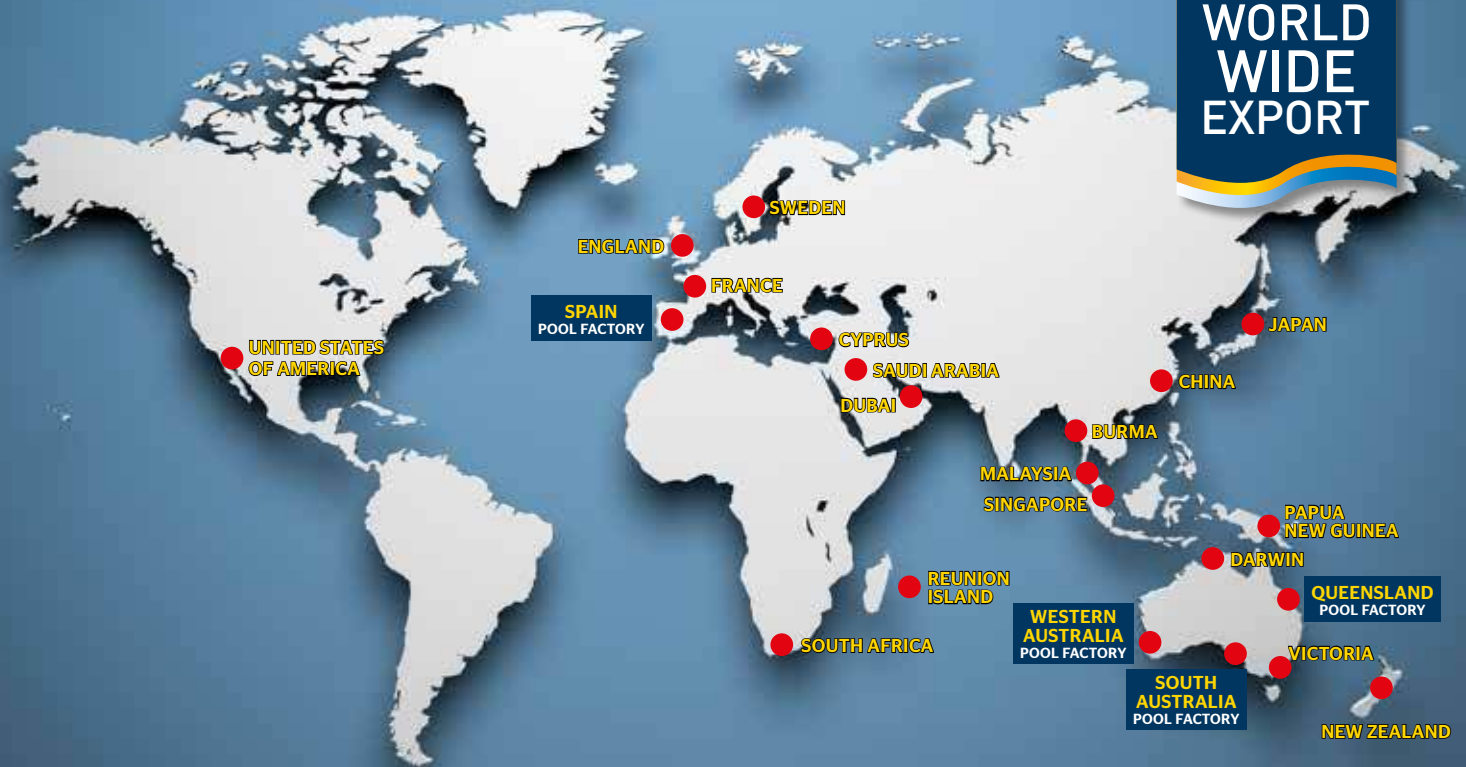 WORLD
WIDE
EXPORT
SWEDEN
ENGLAND
FRANCE
SPAIN
POOL FACTORY
CYPRUS
JAPAN
UNITED STATES
OF AMERICA
SAUDI ARABIA
CHINA
DUBAI
BURMA
MALAYSIA
SINGAPORE
PAPUA
NEW GUINEA
DARWIN
REUNION
ISLAND
QUEENSLAND
POOL FACTORY
WESTERN
AUSTRALIA
POOL FACTORY
SOUTH AFRICA
VICTORIA
SOUTH
AUSTRALIA
POOL FACTORY
NEW ZEALAND